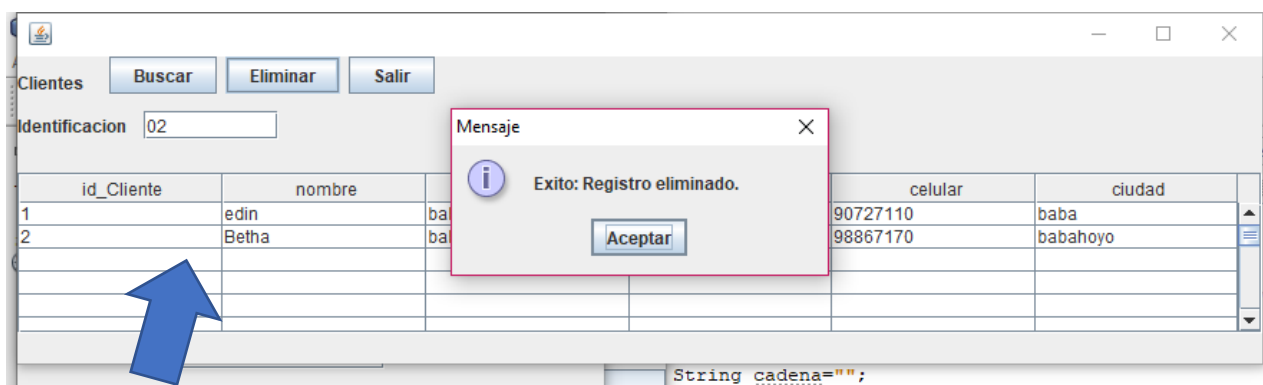 Clientes Buscar Eliminar Salir
Identificacion 02
Mensaje
Exito: Registro eliminado.
Aceptar
id_Cliente nombre celular ciudad
1 edin 90727110 baba
2 Betha 98867170 babahoyo
String cadena="";